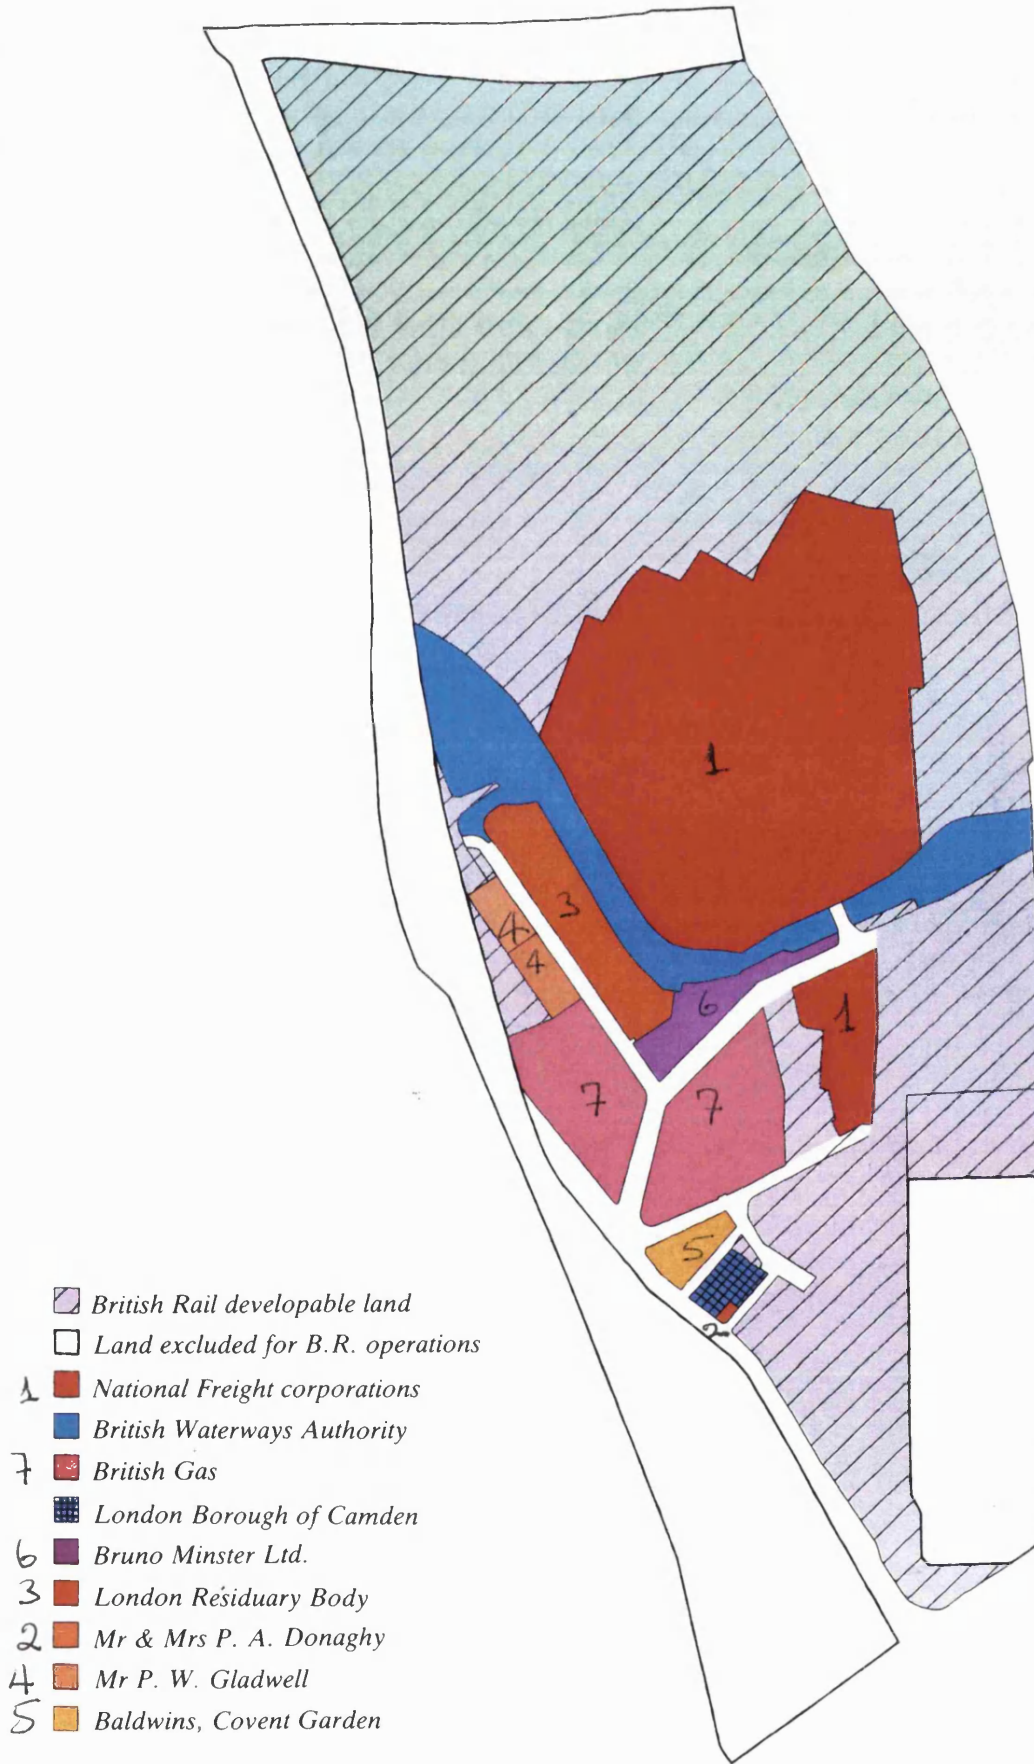 1
3
4
4
6
1
7
7
5
2
British Rail developable land
Land excluded for B.R. operations
1 National Freight corporations
British Waterways Authority
7 British Gas
London Borough of Camden
6 Bruno Minster Ltd.
3 London Residuary Body
2 Mr & Mrs P. A. Donaghy
4 Mr P. W. Gladwell
5 Baldwins, Covent Garden